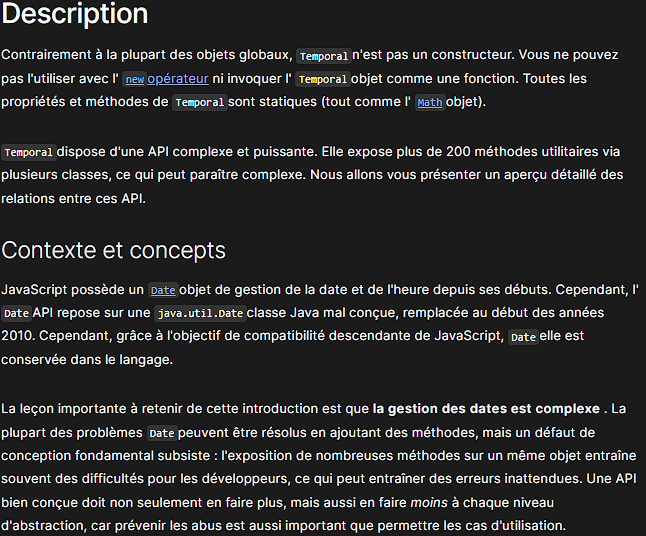 Description
Contrairement à la plupart des objets globaux, Temporal n'est pas un constructeur. Vous ne pouvez
pas l'utiliser avec l' new opérateur ni invoquer l' Temporal objet comme une fonction. Toutes les
propriétés et méthodes de Temporal sont statiques (tout comme l' Math objet).
Temporal dispose d'une API complexe et puissante. Elle expose plus de 200 méthodes utilitaires via
plusieurs classes, ce qui peut paraître complexe. Nous allons vous présenter un aperçu détaillé des
relations entre ces API.
Contexte et concepts
JavaScript possède un Date objet de gestion de la date et de l'heure depuis ses débuts. Cependant, l'
Date API repose sur une java.util.Date classe Java mal conçue, remplacée au début des années
2010. Cependant, grâce à l'objectif de compatibilité descendante de JavaScript, Date elle est
conservée dans le langage.
La leçon importante à retenir de cette introduction est que la gestion des dates est complexe . La
plupart des problèmes Date peuvent être résolus en ajoutant des méthodes, mais un défaut de
conception fondamental subsiste : l'exposition de nombreuses méthodes sur un même objet entraîne
souvent des difficultés pour les développeurs, ce qui peut entraîner des erreurs inattendues. Une API
bien conçue doit non seulement en faire plus, mais aussi en faire moins à chaque niveau
d'abstraction, car prévenir les abus est aussi important que permettre les cas d'utilisation.